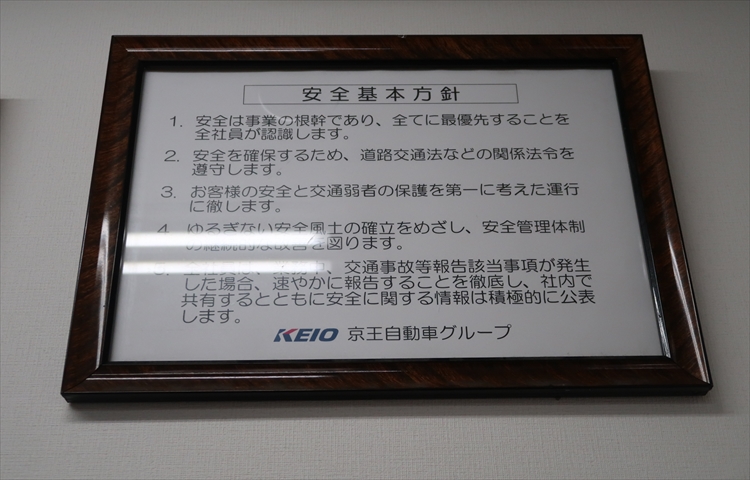 安全基本方針
1. 安全は事業の根幹であり、全てに最優先することを
全社員が認識します。
2. 安全を確保するため、道路交通法などの関係法令を
遵守します。
3. お客様の安全と交通弱者の保護を第一に考えた運行
に徹します。
4. ゆるぎない安全風土の確立をめざし、安全管理体制
の継続的な改善を図ります。
、交通事故等報告該当事項が発生
した場合、速やかに報告することを徹底し、社内で
共有するとともに安全に関する情報は積極的に公表
します。
KEIO 京王自動車グループ